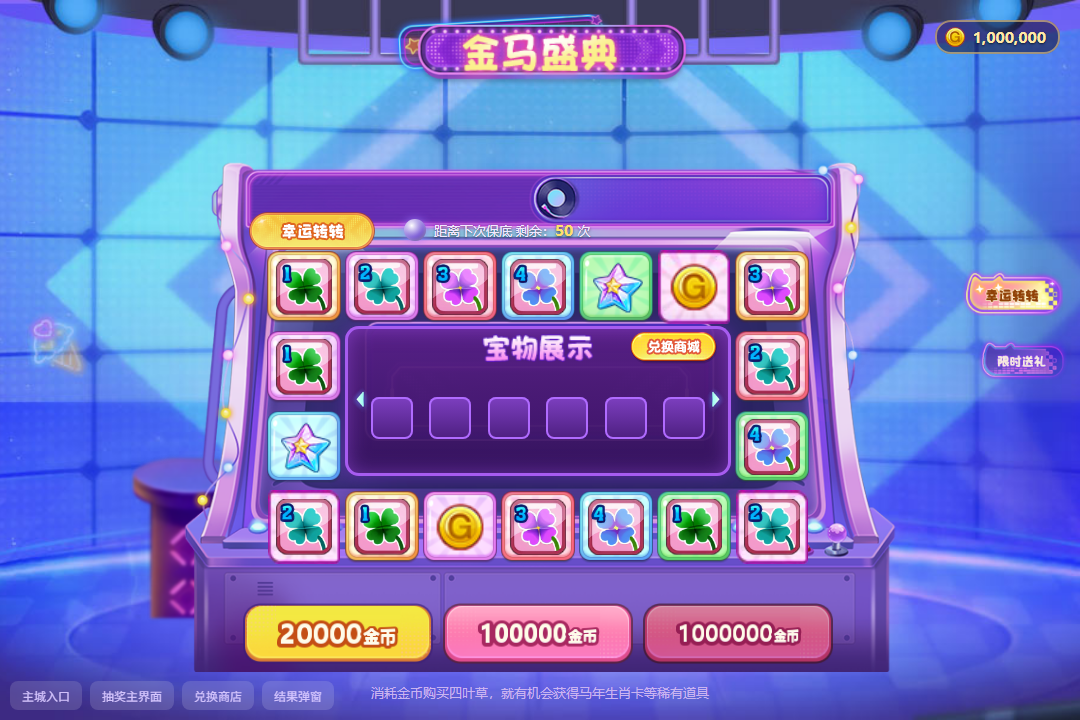 金马盛典
G 1,000,000
幸运转转
距离下次保底 剩余: 50 次
1 2 3 4 G 3
幸运转转
宝物展示
兑换商城
1 2
限时送礼
4
2 1 G 3 4 1 2
20000金币
100000金币
1000000金币
主城入口
抽奖主界面
兑换商店
结果弹窗
消耗金币购买四叶草，就有机会获得马年生肖卡等稀有道具